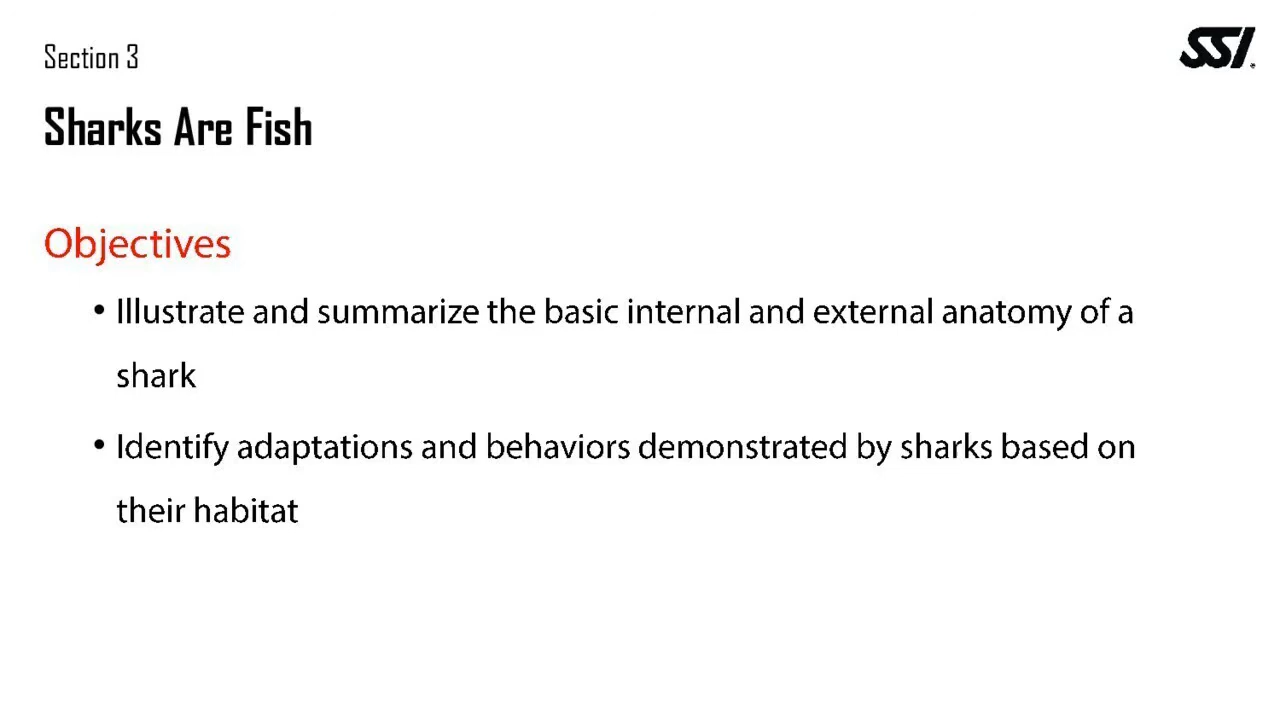 Section 3
SSI
Sharks Are Fish
Objectives
• Illustrate and summarize the basic internal and external anatomy of a
shark
• Identify adaptations and behaviors demonstrated by sharks based on
their habitat